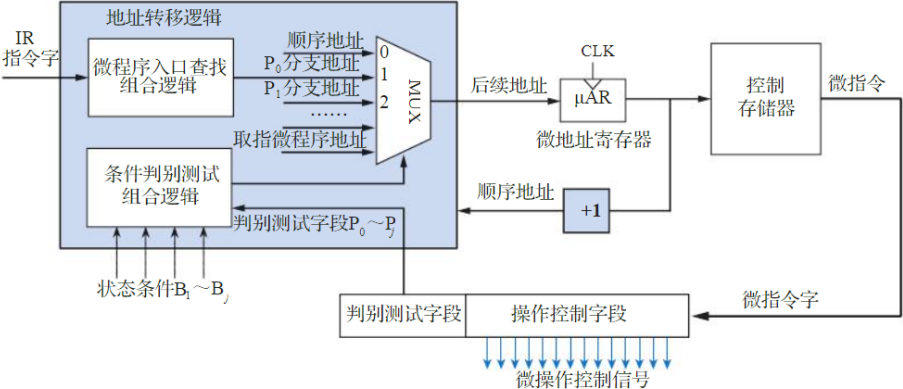 地址转移逻辑
IR
指令字
微程序入口查找
组合逻辑
顺序地址
P0分支地址
P1分支地址
……
取指微程序地址
0
1
2
MUX
后续地址
CLK
μAR
微地址寄存器
控制
存储器
微指令
条件判别测试
组合逻辑
判别测试字段P0～Pj
顺序地址
+1
状态条件B1～Bj
微指令字
判别测试字段
操作控制字段
微操作控制信号